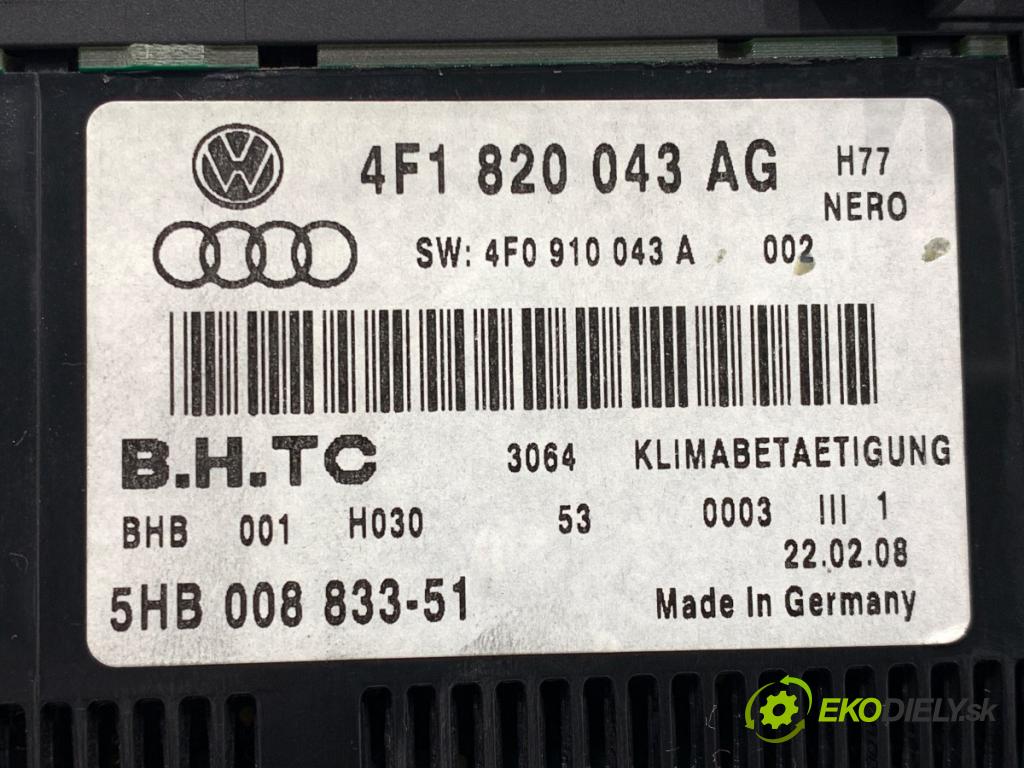 4F1 820 043 AG H77
NERO
SW: 4F0 910 043 A 002
B.H.TC 3064 KLIMABETAETIGUNG
BHB 001 H030 53 0003 III 1
22.02.08
5HB 008 833-51 Made In Germany
EKODIELY.sk